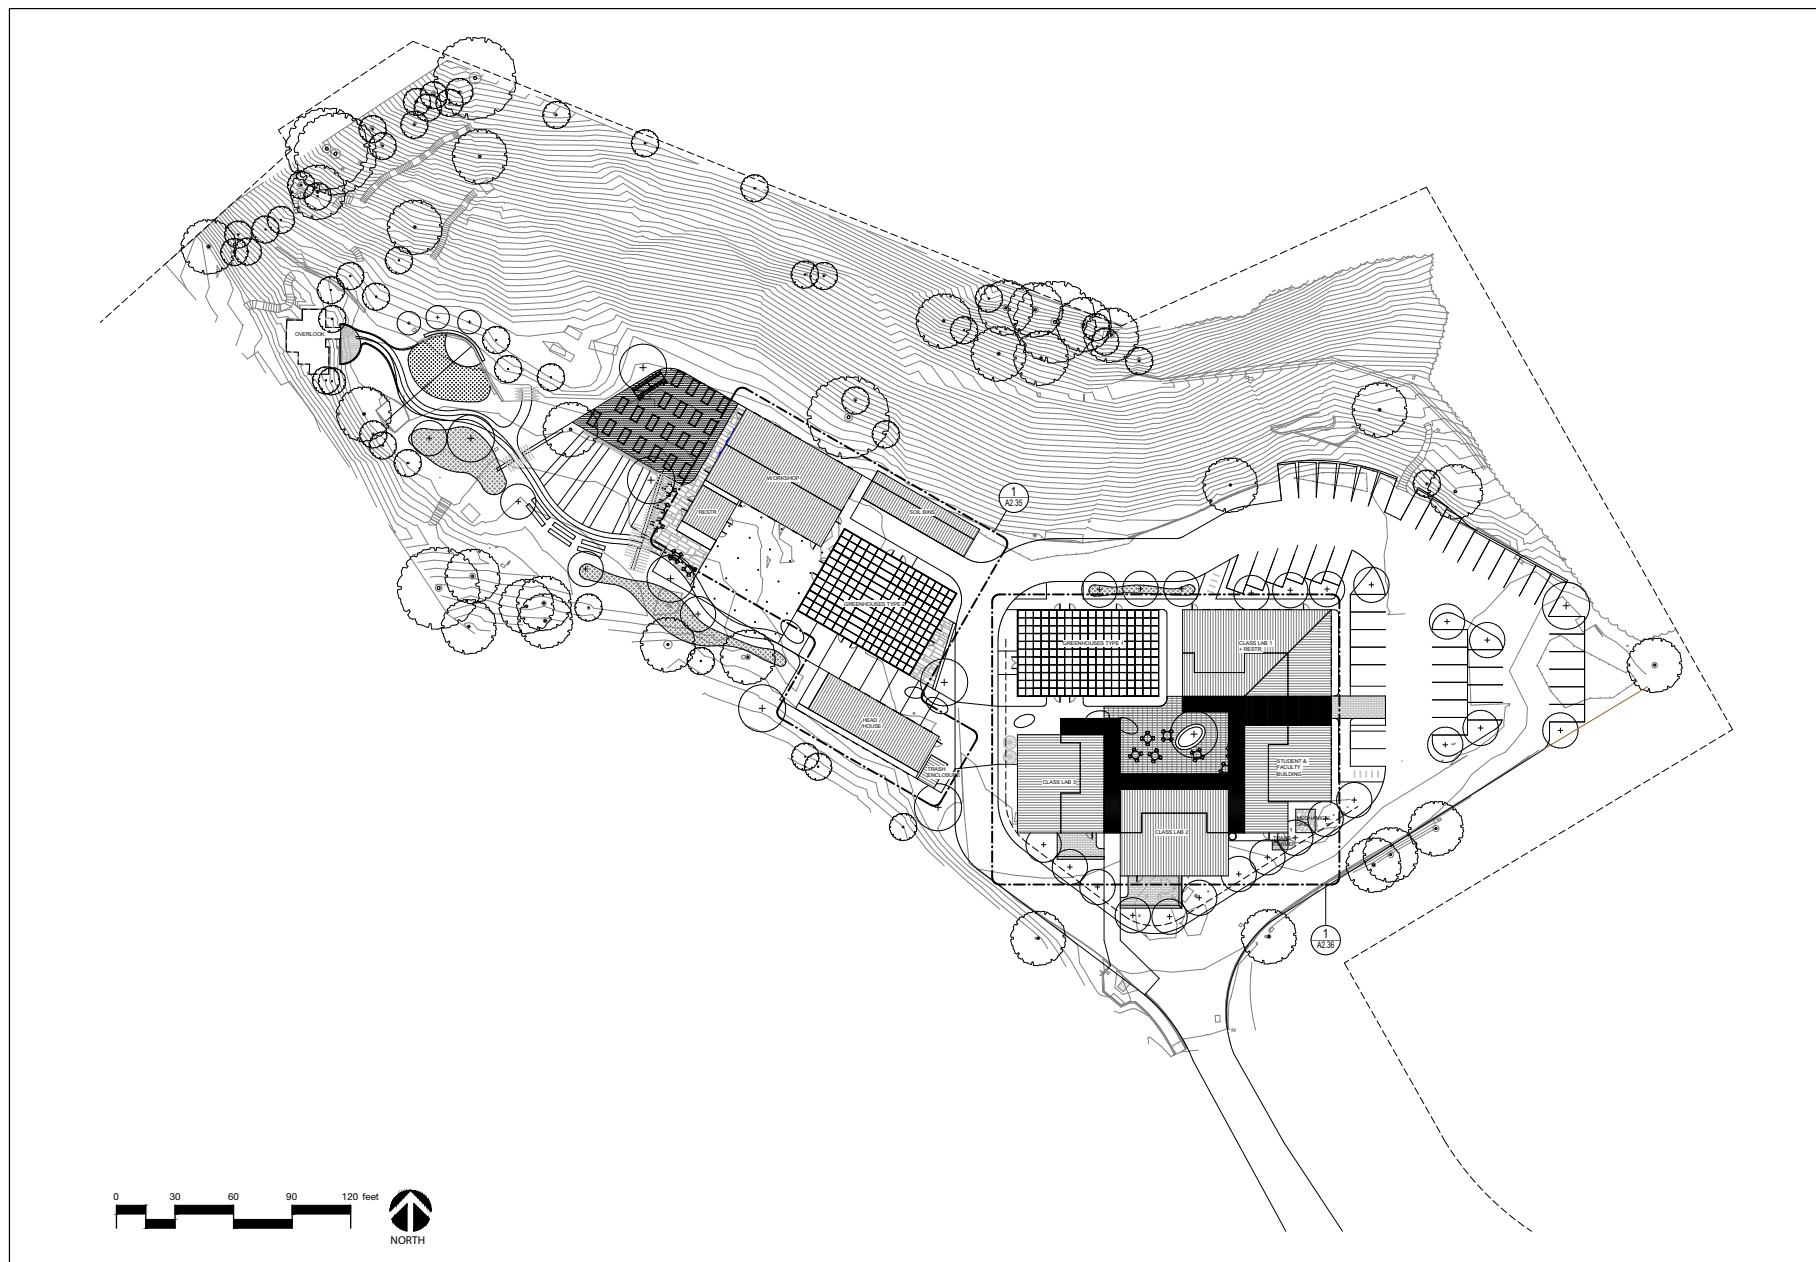 OVERLOOK
WORKSHOP
RESTR.
SOIL BINS
1
A2.35
GREENHOUSES TYPE 2
GREENHOUSES TYPE 1
CLASS LAB 1
+ RESTR.
HEAD
HOUSE
TRASH
ENCLOSURE
CLASS LAB 3
STUDENT &
FACULTY
BUILDING
CLASS LAB 2
MECHANICAL
1
A2.36
0 30 60 90 120 feet
NORTH